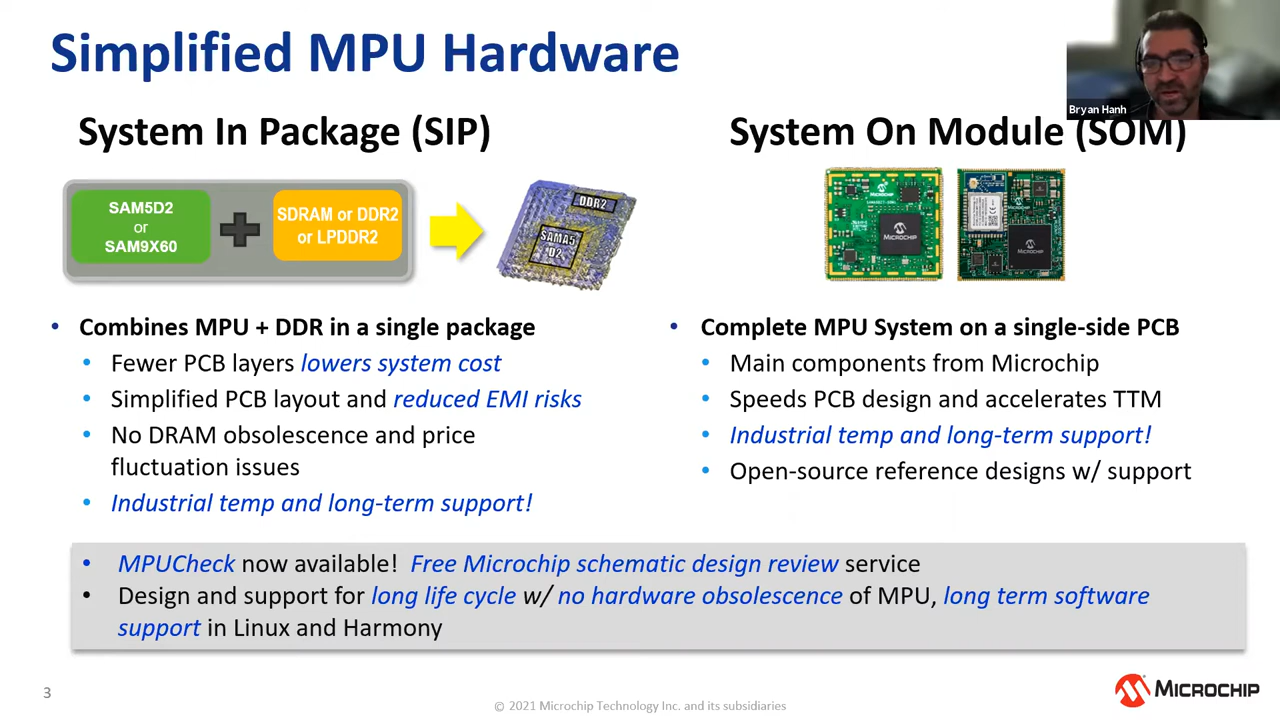 Simplified MPU Hardware
Bryan Hanh
System In Package (SIP)
SAM5D2
or
SAM9X60
SDRAM or DDR2
or LPDDR2
DDR2
SAMA5
D2
• Combines MPU + DDR in a single package
• Fewer PCB layers lowers system cost
• Simplified PCB layout and reduced EMI risks
• No DRAM obsolescence and price
fluctuation issues
• Industrial temp and long-term support!
System On Module (SOM)
MICROCHIP
MICROCHIP
• Complete MPU System on a single-side PCB
• Main components from Microchip
• Speeds PCB design and accelerates TTM
• Industrial temp and long-term support!
• Open-source reference designs w/ support
• MPUCheck now available! Free Microchip schematic design review service
• Design and support for long life cycle w/ no hardware obsolescence of MPU, long term software
support in Linux and Harmony
3
© 2021 Microchip Technology Inc. and its subsidiaries
MICROCHIP